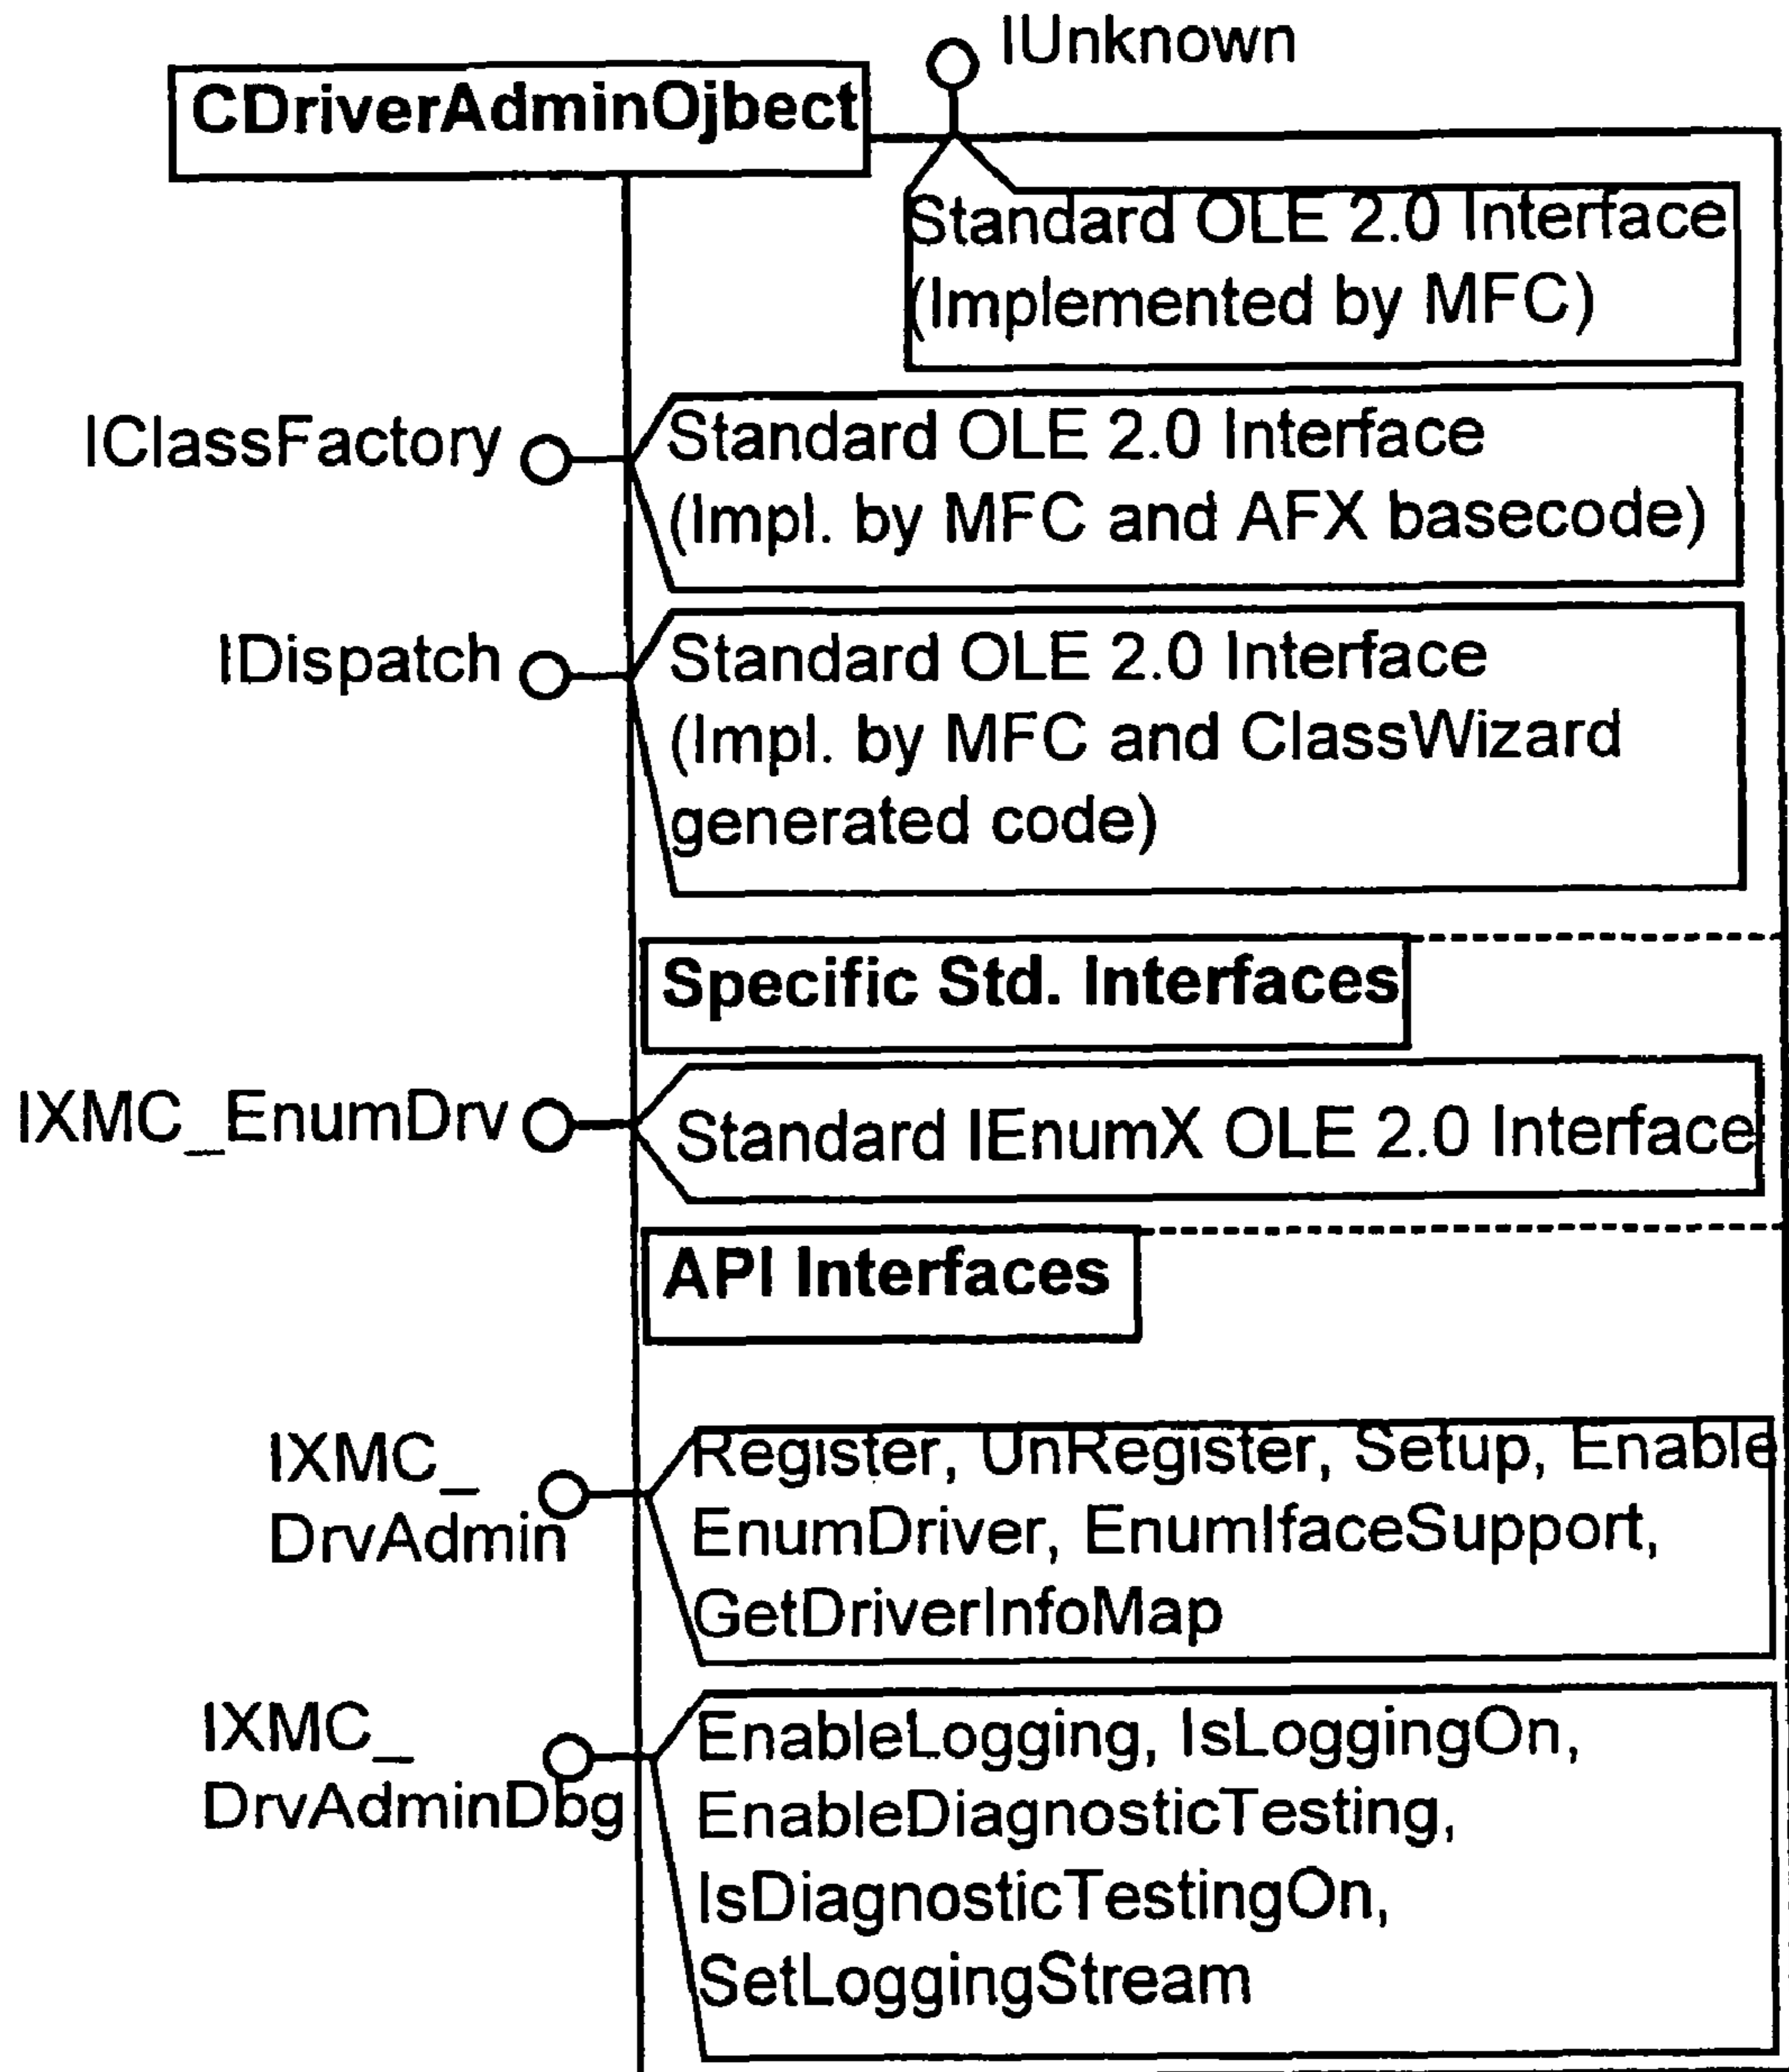 IUnknown
CDriverAdminOjbect
Standard OLE 2.0 Interface
(Implemented by MFC)
IClassFactory
Standard OLE 2.0 Interface
(Impl. by MFC and AFX basecode)
IDispatch
Standard OLE 2.0 Interface
(Impl. by MFC and ClassWizard
generated code)
Specific Std. Interfaces
IXMC_EnumDrv
Standard IEnumX OLE 2.0 Interface
API Interfaces
IXMC_
DrvAdmin
Register, UnRegister, Setup, Enable
EnumDriver, EnumIfaceSupport,
GetDriverInfoMap
IXMC_
DrvAdminDbg
EnableLogging, IsLoggingOn,
EnableDiagnosticTesting,
IsDiagnosticTestingOn,
SetLoggingStream